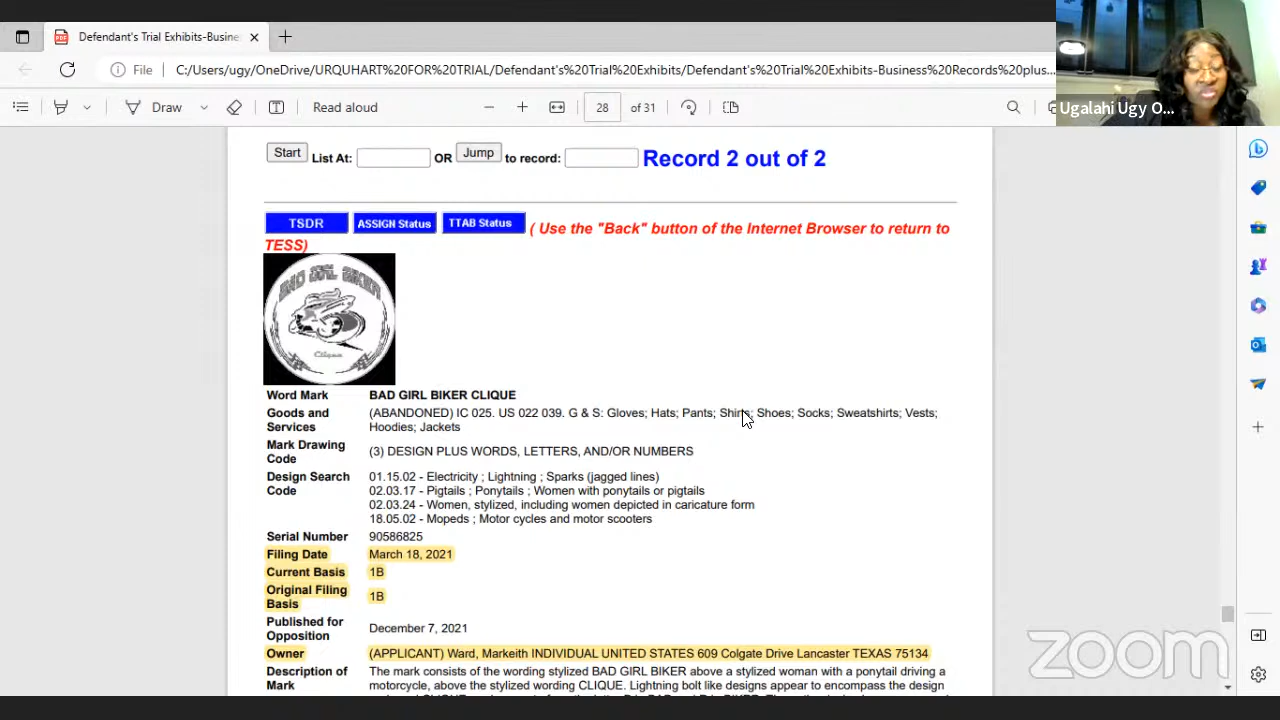 Defendant's Trial Exhibits-Busine
File C:/Users/ugy/OneDrive/URQUHART%20FOR%20TRIAL/Defendant's%20Trial%20Exhibits/Defendant's%20Trial%20Exhibits-Business%20Records%20plus...
Draw Read aloud 28 of 31
Ugalahi Ugy O...
Start List At: OR Jump to record: Record 2 out of 2
TSDR ASSIGN Status TTAB Status ( Use the "Back" button of the Internet Browser to return to
TESS)
BAD GIRL BIKER
Clique
Word Mark BAD GIRL BIKER CLIQUE
Goods and (ABANDONED) IC 025. US 022 039. G & S: Gloves; Hats; Pants; Shirts; Shoes; Socks; Sweatshirts; Vests;
Services Hoodies; Jackets
Mark Drawing
Code (3) DESIGN PLUS WORDS, LETTERS, AND/OR NUMBERS
Design Search 01.15.02 - Electricity ; Lightning ; Sparks (jagged lines)
Code 02.03.17 - Pigtails ; Ponytails ; Women with ponytails or pigtails
02.03.24 - Women, stylized, including women depicted in caricature form
18.05.02 - Mopeds ; Motor cycles and motor scooters
Serial Number 90586825
Filing Date March 18, 2021
Current Basis 1B
Original Filing
Basis 1B
Published for
Opposition December 7, 2021
Owner (APPLICANT) Ward, Markeith INDIVIDUAL UNITED STATES 609 Colgate Drive Lancaster TEXAS 75134
Description of The mark consists of the wording stylized BAD GIRL BIKER above a stylized woman with a ponytail driving a
Mark motorcycle, above the stylized wording CLIQUE. Lightning bolt like designs appear to encompass the design
zoom